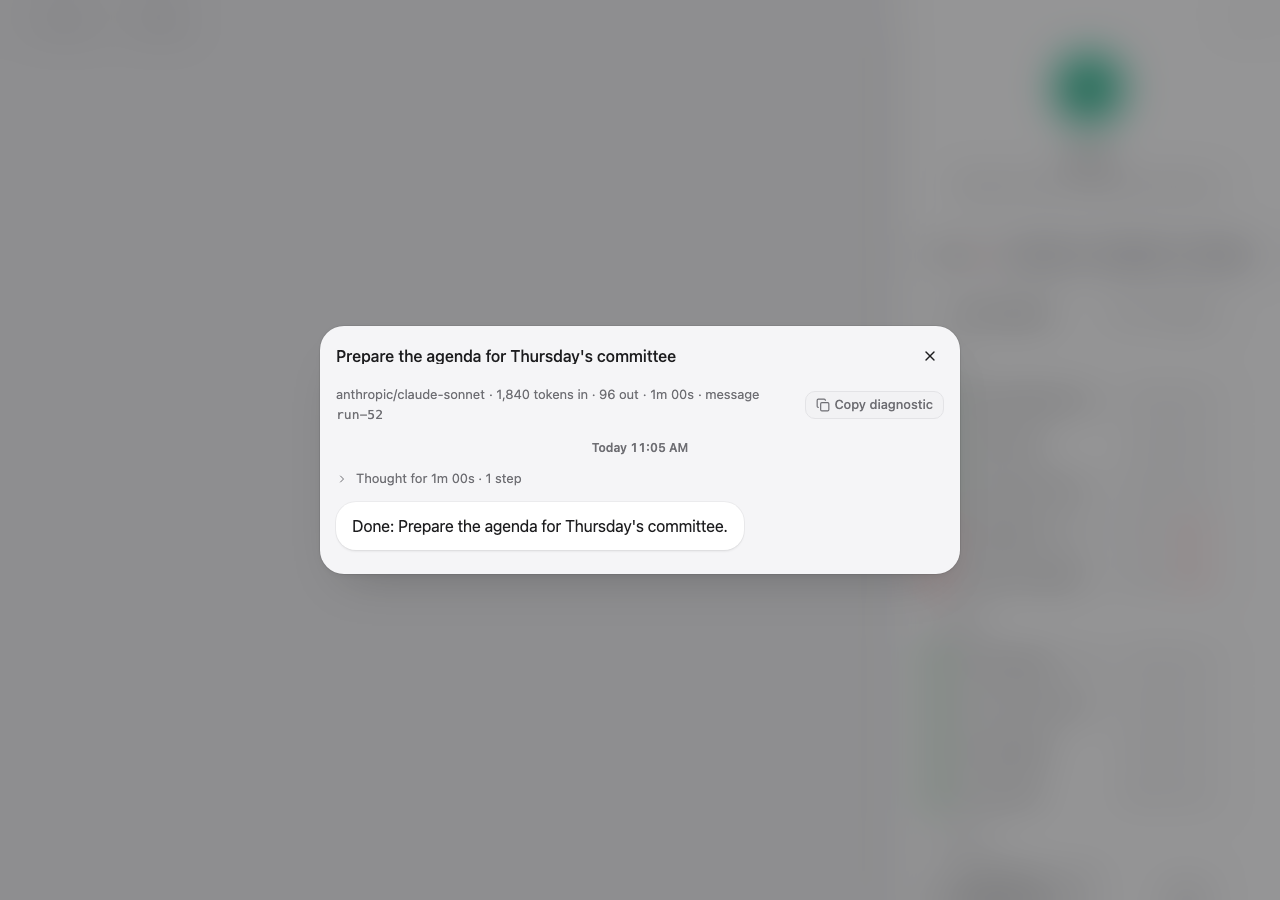 Prepare the agenda for Thursday's committee
anthropic/claude-sonnet · 1,840 tokens in · 96 out · 1m 00s · message
run-52
Copy diagnostic
Today 11:05 AM
Thought for 1m 00s · 1 step
Done: Prepare the agenda for Thursday's committee.